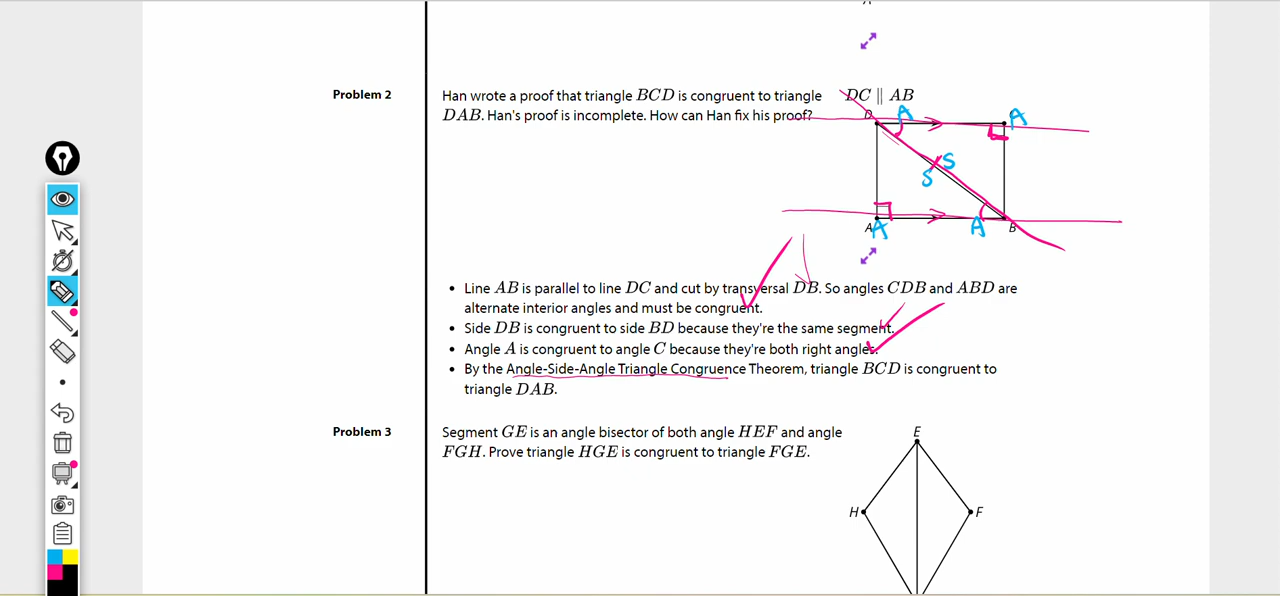 A
Problem 2
Han wrote a proof that triangle BCD is congruent to triangle
DAB. Han's proof is incomplete. How can Han fix his proof?
DC ∥ AB
D
A
A
S
S
A
A
A
B
Line AB is parallel to line DC and cut by transversal DB. So angles CDB and ABD are
alternate interior angles and must be congruent.
Side DB is congruent to side BD because they're the same segment.
Angle A is congruent to angle C because they're both right angles.
By the Angle-Side-Angle Triangle Congruence Theorem, triangle BCD is congruent to
triangle DAB.
Problem 3
Segment GE is an angle bisector of both angle HEF and angle
FGH. Prove triangle HGE is congruent to triangle FGE.
E
H
F